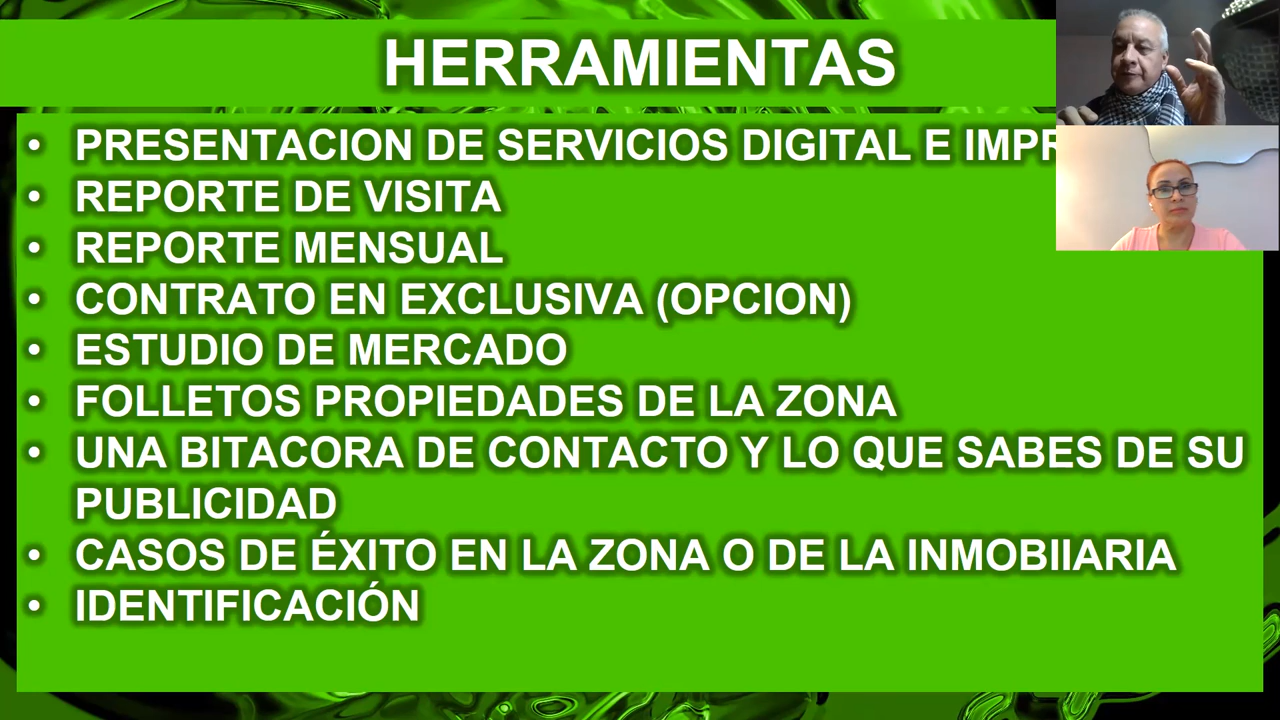 HERRAMIENTAS
• PRESENTACION DE SERVICIOS DIGITAL E
• REPORTE DE VISITA
• REPORTE MENSUAL
• CONTRATO EN EXCLUSIVA (OPCION)
• ESTUDIO DE MERCADO
• FOLLETOS PROPIEDADES DE LA ZONA
• UNA BITACORA DE CONTACTO Y LO QUE SABES DE SU
PUBLICIDAD
• CASOS DE ÉXITO EN LA ZONA O DE LA INMOBIIARIA
• IDENTIFICACIÓN